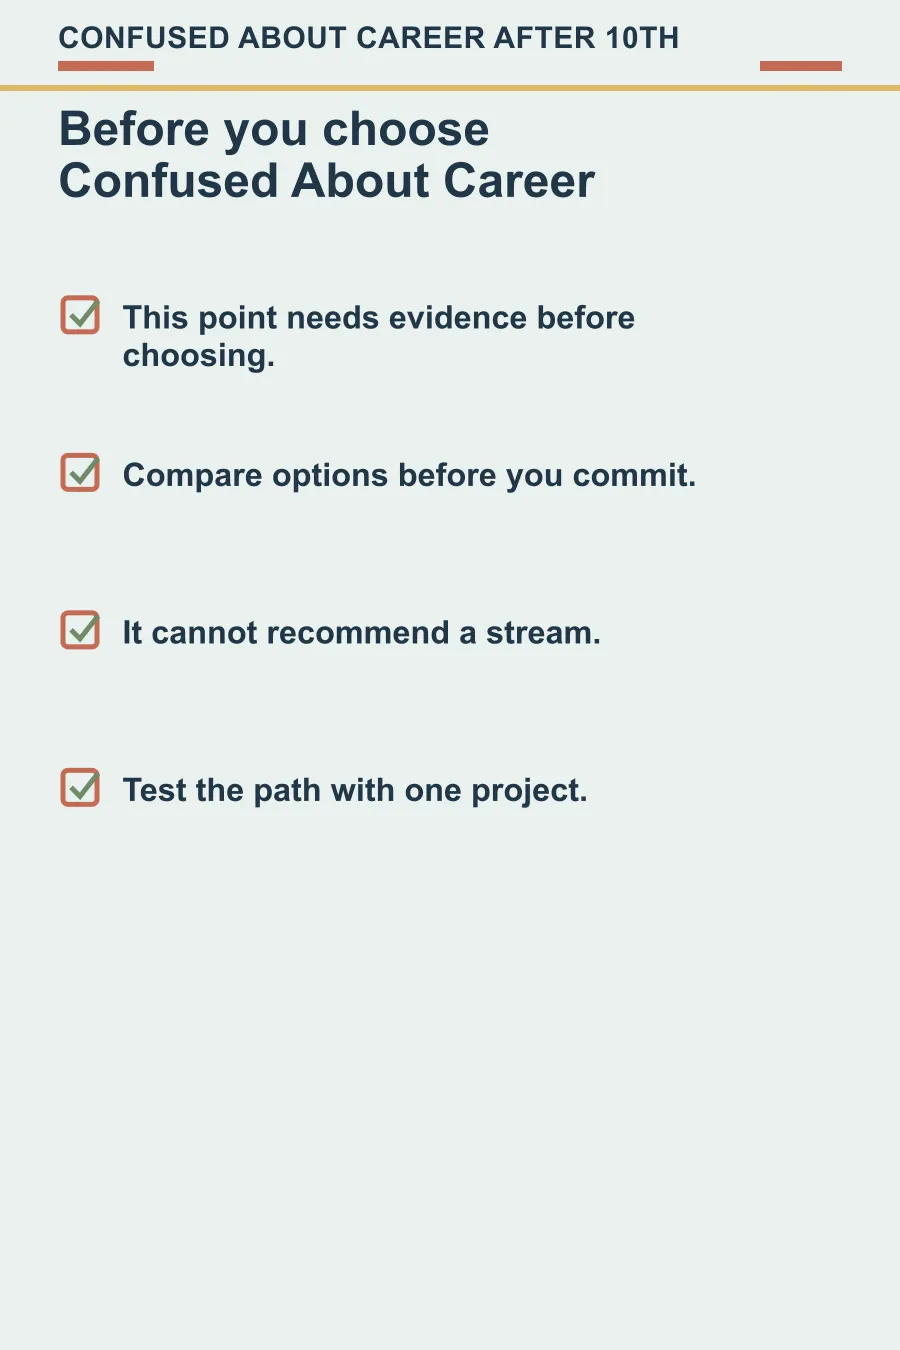 CONFUSED ABOUT CAREER AFTER 10TH
Before you choose
Confused About Career
This point needs evidence before
choosing.
Compare options before you commit.
It cannot recommend a stream.
Test the path with one project.